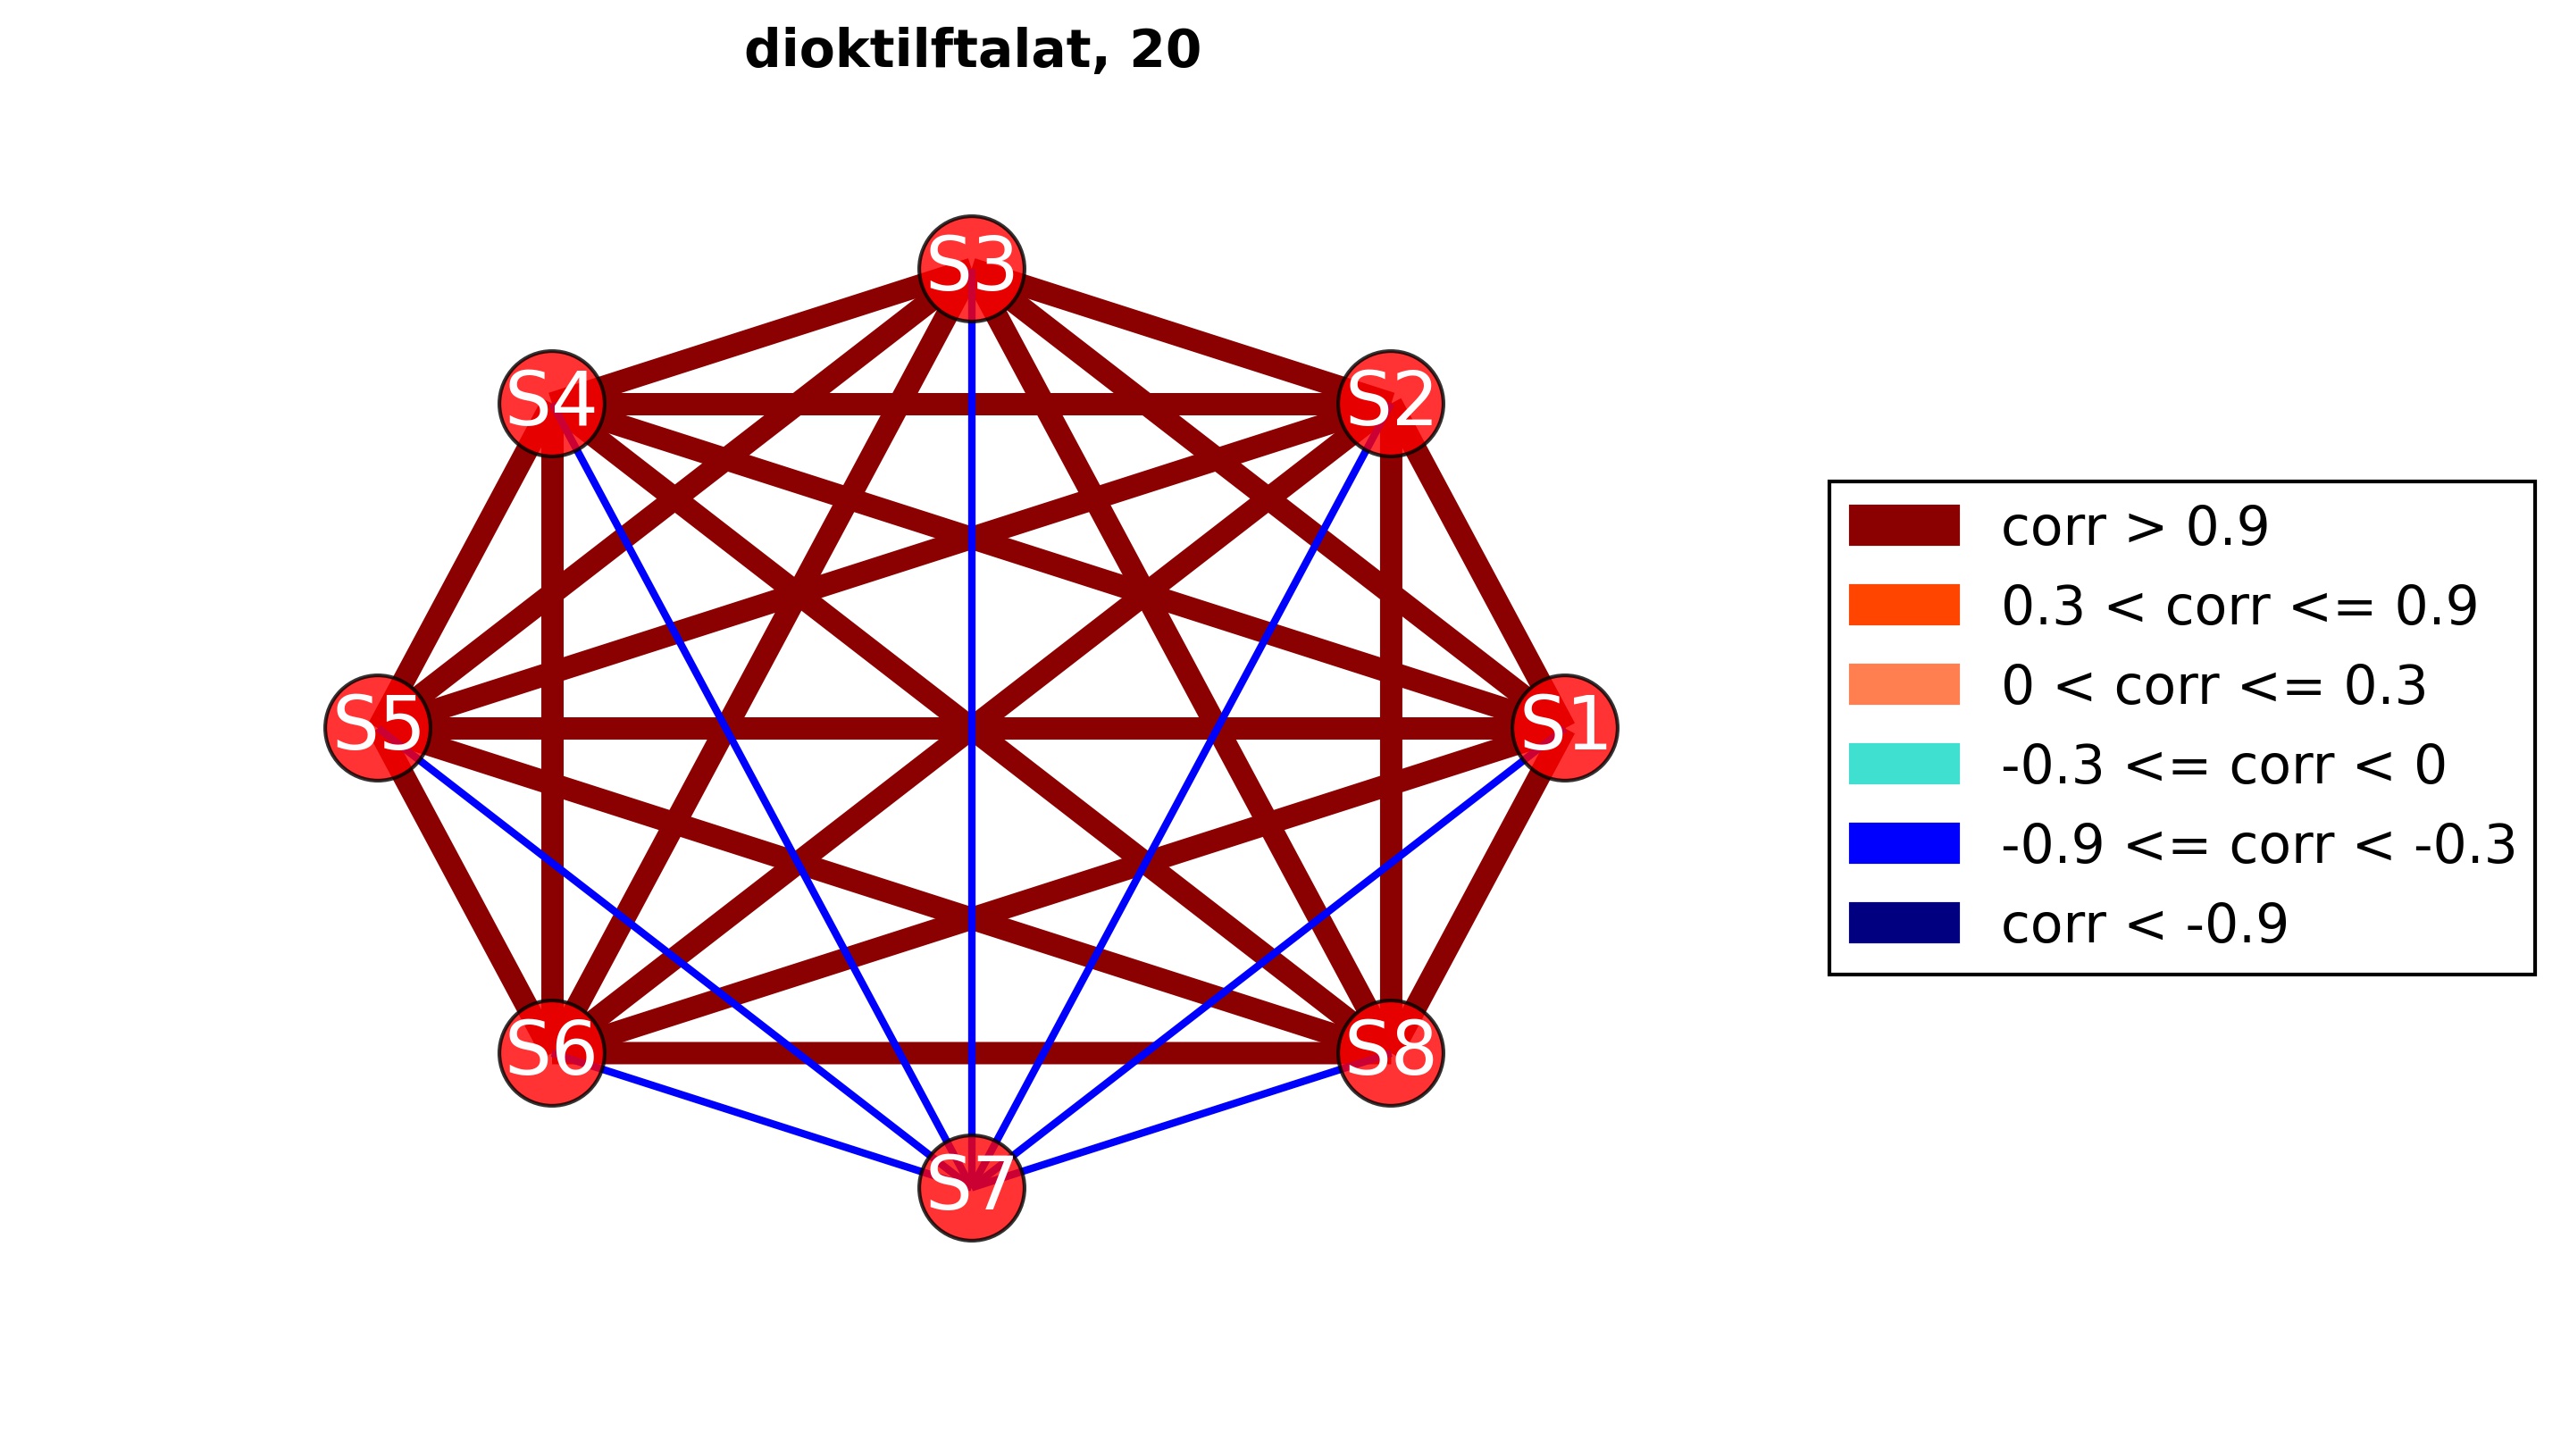 dioktilftalat, 20
S3
S4
S2
S5
S1
S6
S8
S7
corr > 0.9
0.3 < corr <= 0.9
0 < corr <= 0.3
-0.3 <= corr < 0
-0.9 <= corr < -0.3
corr < -0.9